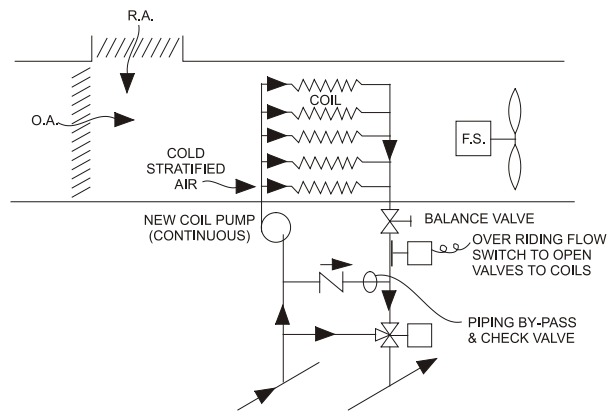 R.A.
O.A.
COIL
F.S.
COLD
STRATIFIED
AIR
NEW COIL PUMP
(CONTINUOUS)
BALANCE VALVE
OVER RIDING FLOW
SWITCH TO OPEN
VALVES TO COILS
PIPING BY-PASS
& CHECK VALVE